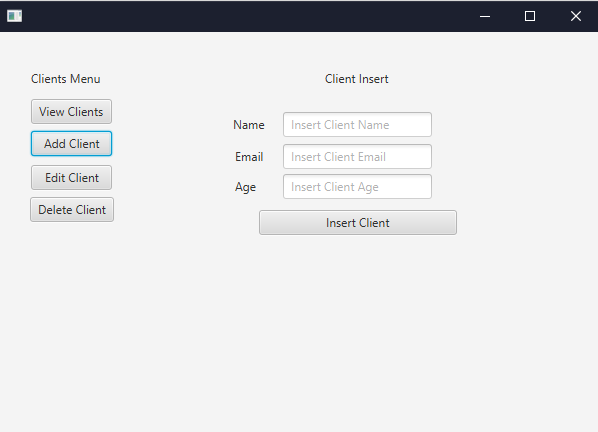 Clients Menu
View Clients
Add Client
Edit Client
Delete Client
Client Insert
Name
Insert Client Name
Email
Insert Client Email
Age
Insert Client Age
Insert Client